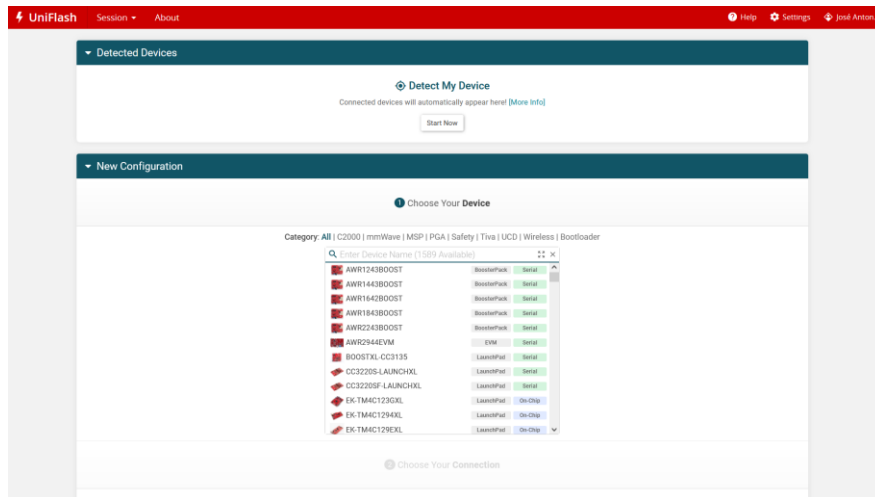 UniFlash Session About Help Settings José Anton.
Detected Devices
Detect My Device
Connected devices will automatically appear here! [More Info]
Start Now
New Configuration
1 Choose Your Device
Category: All | C2000 | mmWave | MSP | PGA | Safety | Tiva | UCD | Wireless | Bootloader
Enter Device Name (1589 Available)
AWR1243BOOST BoosterPack Serial
AWR1443BOOST BoosterPack Serial
AWR1642BOOST BoosterPack Serial
AWR1843BOOST BoosterPack Serial
AWR2243BOOST BoosterPack Serial
AWR2944EVM EVM Serial
BOOSTXL-CC3135 LaunchPad Serial
CC3220S-LAUNCHXL LaunchPad Serial
CC3220SF-LAUNCHXL LaunchPad Serial
EK-TM4C123GXL LaunchPad On-Chip
EK-TM4C1294XL LaunchPad On-Chip
EK-TM4C129EXL LaunchPad On-Chip
2 Choose Your Connection